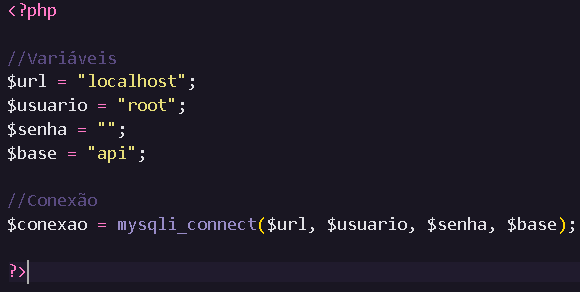 <?php
//Variáveis
$url = "localhost";
$usuario = "root";
$senha = "";
$base = "api";
//Conexão
$conexao = mysqli_connect($url, $usuario, $senha, $base);
?>